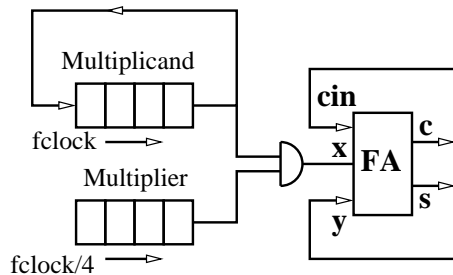 Multiplicand
fclock
Multiplier
fclock/4
cin
x
y
FA
c
s